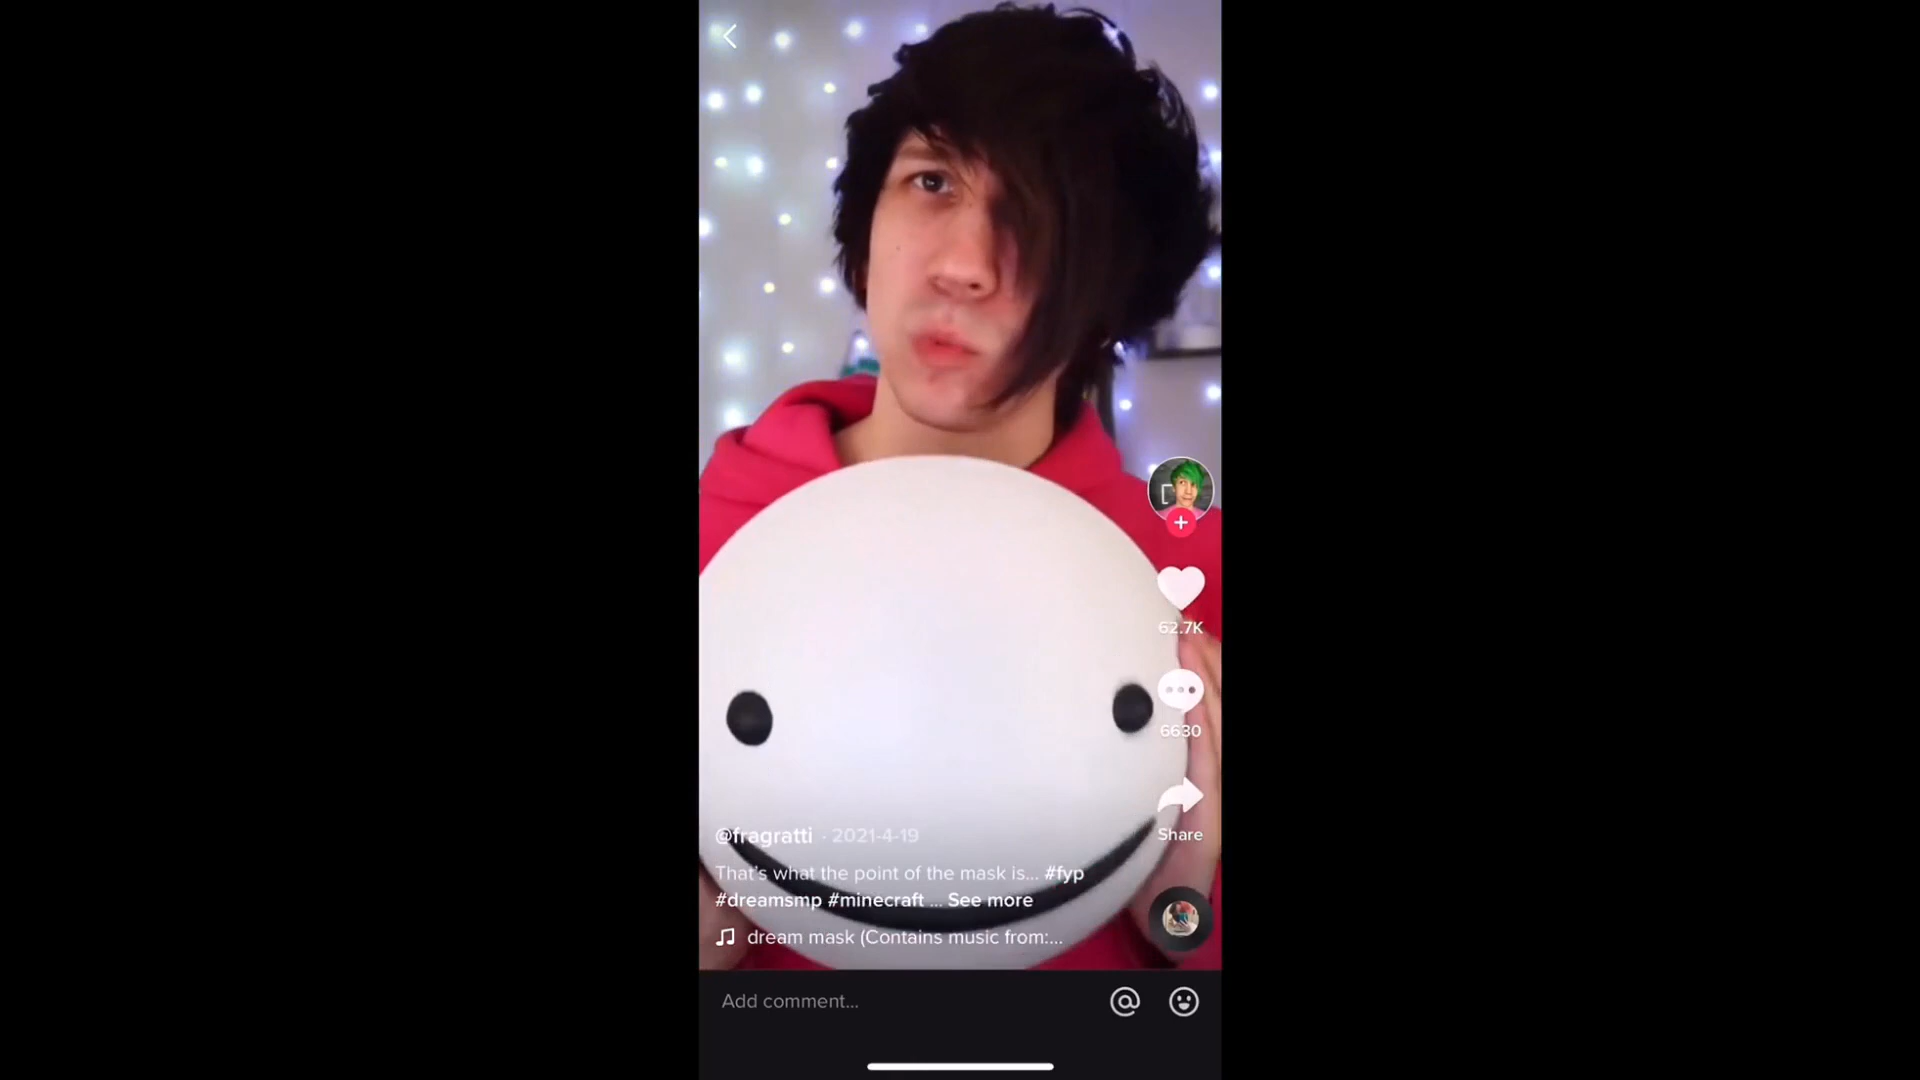 62.7K
6630
Share
@fragratti · 2021-4-19
That's what the point of the mask is... #fyp
#dreamsmp #minecraft ... See more
dream mask (Contains music from:...
Add comment...